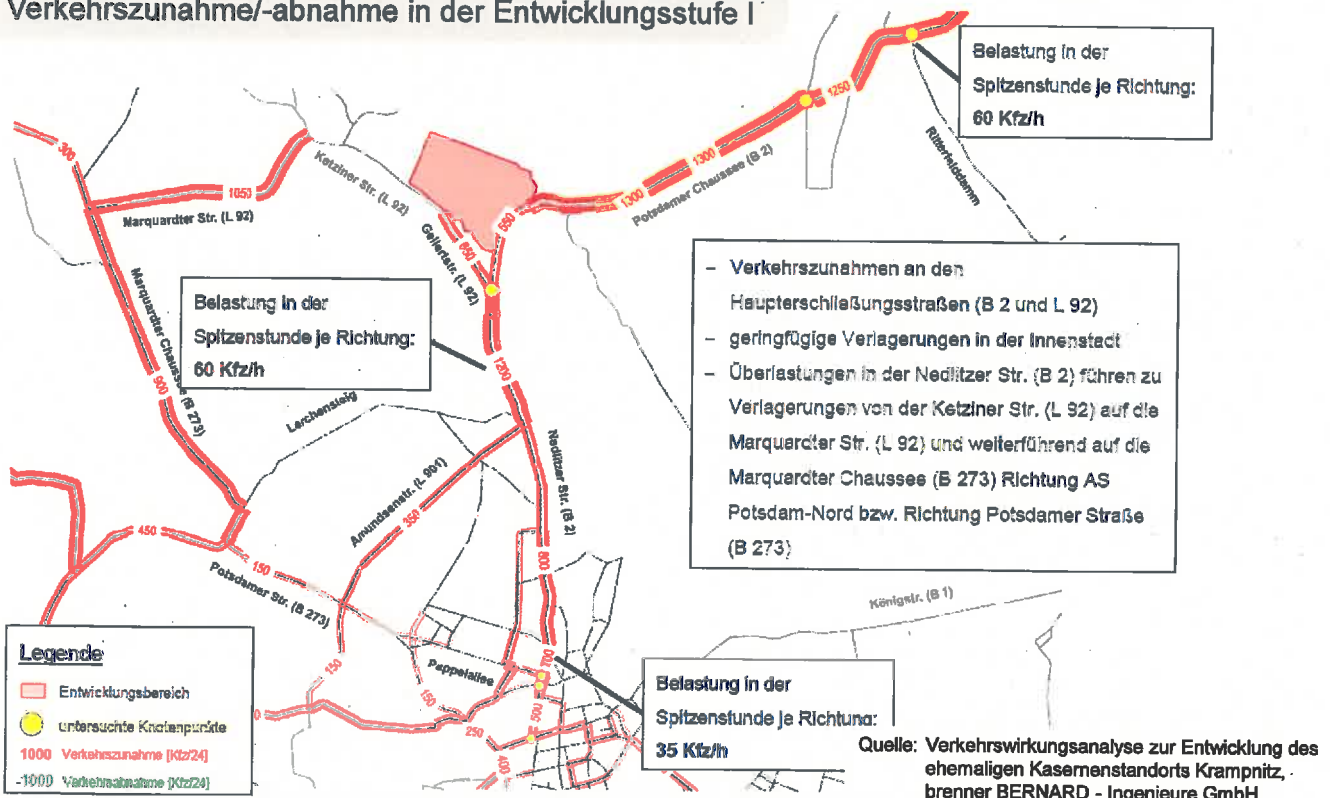 Verkehrszunahme/-abnahme in der Entwicklungsstufe I
Belastung in der
Spitzenstunde je Richtung:
60 Kfz/h
1250
Ritterfelddamm
300
Ketziner Str. (L 92)
1300
1300
Potsdamer Chaussee (B 2)
1050
Marquardter Str. (L 92)
550
650
Gellertstr. (L 92)
Marquardter Chaussee (B 273)
900
Belastung in der
Spitzenstunde je Richtung:
60 Kfz/h
– Verkehrszunahmen an den
Haupterschließungsstraßen (B 2 und L 92)
– geringfügige Verlagerungen in der Innenstadt
– Überlastungen in der Nedlitzer Str. (B 2) führen zu
Verlagerungen von der Ketziner Str. (L 92) auf die
Marquardter Str. (L 92) und weiterführend auf die
Marquardter Chaussee (B 273) Richtung AS
Potsdam-Nord bzw. Richtung Potsdamer Straße
(B 273)
1200
Lerchensteig
Nedlitzer Str. (B 2)
Amundsenstr. (L 901)
350
450
150
Potsdamer Str. (B 273)
800
Königstr. (B 1)
Legende
Entwicklungsbereich
untersuchte Knotenpunkte
1000 Verkehrszunahme [Kfz/24]
-1000 Verkehrsabnahme [Kfz/24]
150
Pappelallee
150
700
500
250
400
0
Belastung in der
Spitzenstunde je Richtung:
35 Kfz/h
Quelle: Verkehrswirkungsanalyse zur Entwicklung des
ehemaligen Kasernenstandorts Krampnitz,
brenner BERNARD - Ingenieure GmbH